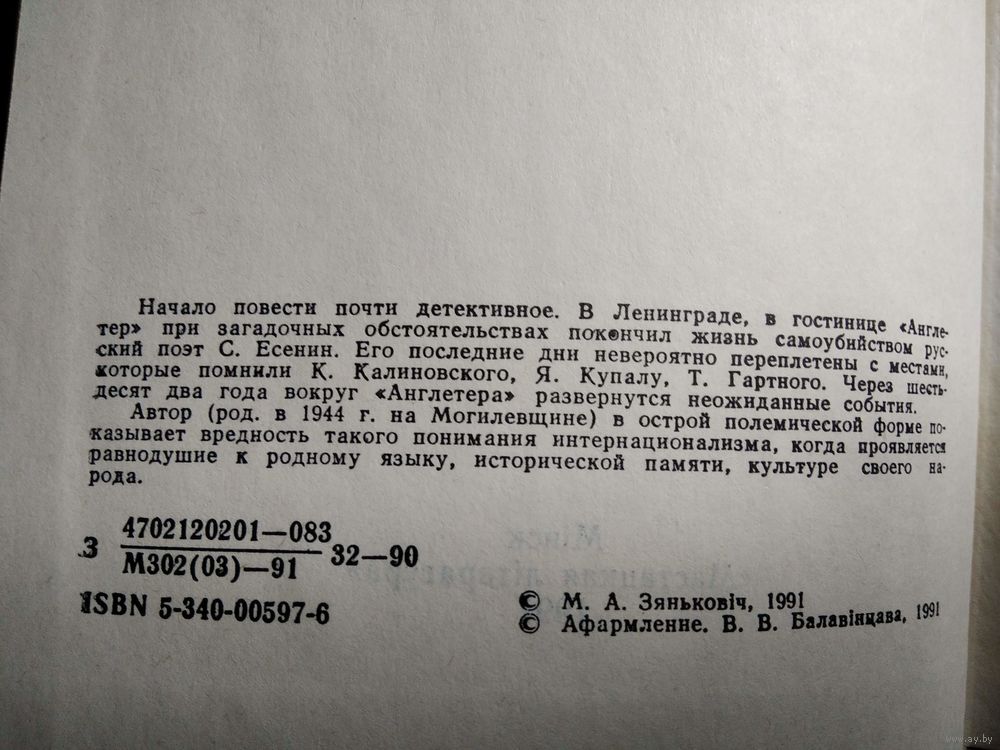 Начало повести почти детективное. В Ленинграде, в гостинице «Англе-
тер» при загадочных обстоятельствах покончил жизнь самоубийством рус-
ский поэт С. Есенин. Его последние дни невероятно переплетены с местами,
которые помнили К. Калиновского, Я. Купалу, Т. Гартного. Через шесть-
десят два года вокруг «Англетера» развернутся неожиданные события.
Автор (род. в 1944 г. на Могилевщине) в острой полемической форме по-
казывает вредность такого понимания интернационализма, когда проявляется
равнодушие к родному языку, исторической памяти, культуре своего на-
рода.
З 4702120201—083 32—90
М302(03)—91
ISBN 5-340-00597-6
© М. А. Зяньковіч, 1991
© Афармленне. В. В. Балавінцава, 1991
www.ay.by